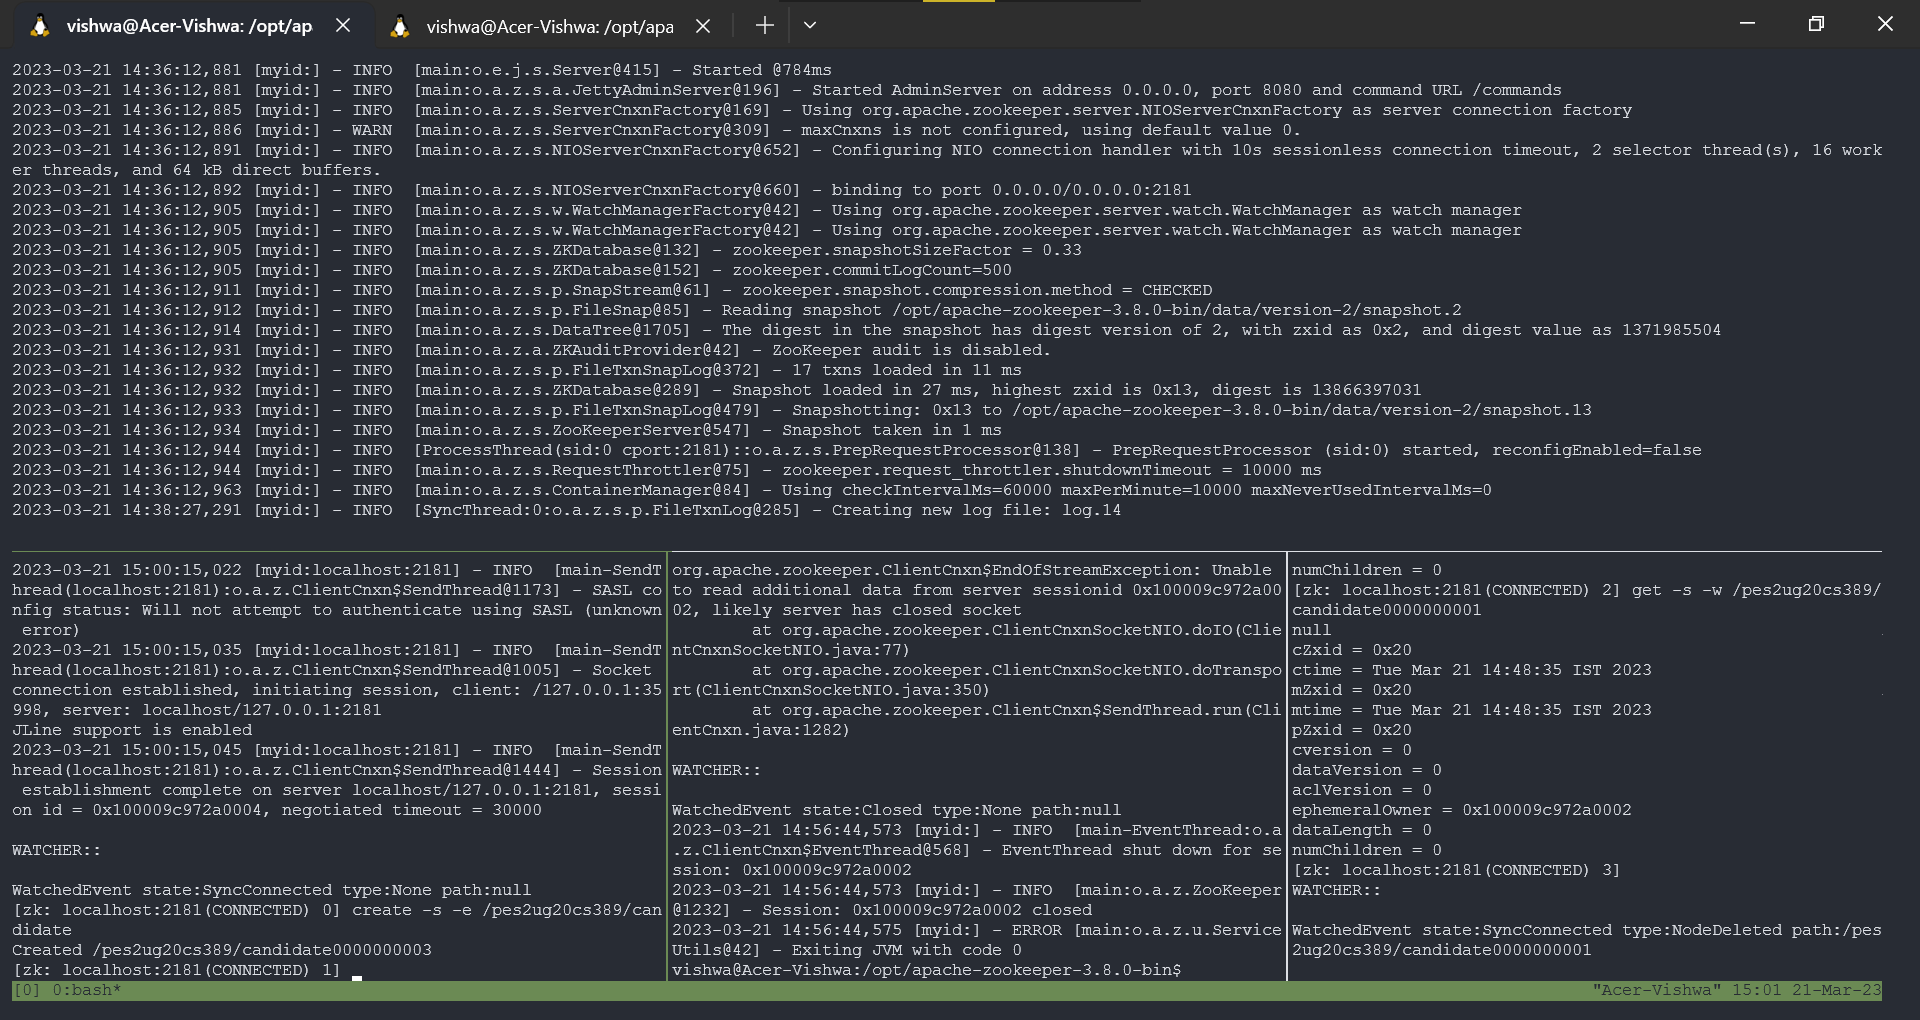 vishwa@Acer-Vishwa: /opt/ap
vishwa@Acer-Vishwa: /opt/apa
2023-03-21 14:36:12,881 [myid:] - INFO  [main:o.e.j.s.Server@415] - Started @784ms
2023-03-21 14:36:12,881 [myid:] - INFO  [main:o.a.z.s.a.JettyAdminServer@196] - Started AdminServer on address 0.0.0.0, port 8080 and command URL /commands
2023-03-21 14:36:12,885 [myid:] - INFO  [main:o.a.z.s.ServerCnxnFactory@169] - Using org.apache.zookeeper.server.NIOServerCnxnFactory as server connection factory
2023-03-21 14:36:12,886 [myid:] - WARN  [main:o.a.z.s.ServerCnxnFactory@309] - maxCnxns is not configured, using default value 0.
2023-03-21 14:36:12,891 [myid:] - INFO  [main:o.a.z.s.NIOServerCnxnFactory@652] - Configuring NIO connection handler with 10s sessionless connection timeout, 2 selector thread(s), 16 work
er threads, and 64 kB direct buffers.
2023-03-21 14:36:12,892 [myid:] - INFO  [main:o.a.z.s.NIOServerCnxnFactory@660] - binding to port 0.0.0.0/0.0.0.0:2181
2023-03-21 14:36:12,905 [myid:] - INFO  [main:o.a.z.s.w.WatchManagerFactory@42] - Using org.apache.zookeeper.server.watch.WatchManager as watch manager
2023-03-21 14:36:12,905 [myid:] - INFO  [main:o.a.z.s.w.WatchManagerFactory@42] - Using org.apache.zookeeper.server.watch.WatchManager as watch manager
2023-03-21 14:36:12,905 [myid:] - INFO  [main:o.a.z.s.ZKDatabase@132] - zookeeper.snapshotSizeFactor = 0.33
2023-03-21 14:36:12,905 [myid:] - INFO  [main:o.a.z.s.ZKDatabase@152] - zookeeper.commitLogCount=500
2023-03-21 14:36:12,911 [myid:] - INFO  [main:o.a.z.s.p.SnapStream@61] - zookeeper.snapshot.compression.method = CHECKED
2023-03-21 14:36:12,912 [myid:] - INFO  [main:o.a.z.s.p.FileSnap@85] - Reading snapshot /opt/apache-zookeeper-3.8.0-bin/data/version-2/snapshot.2
2023-03-21 14:36:12,914 [myid:] - INFO  [main:o.a.z.s.DataTree@1705] - The digest in the snapshot has digest version of 2, with zxid as 0x2, and digest value as 1371985504
2023-03-21 14:36:12,931 [myid:] - INFO  [main:o.a.z.a.ZKAuditProvider@42] - ZooKeeper audit is disabled.
2023-03-21 14:36:12,932 [myid:] - INFO  [main:o.a.z.s.p.FileTxnSnapLog@372] - 17 txns loaded in 11 ms
2023-03-21 14:36:12,932 [myid:] - INFO  [main:o.a.z.s.ZKDatabase@289] - Snapshot loaded in 27 ms, highest zxid is 0x13, digest is 13866397031
2023-03-21 14:36:12,933 [myid:] - INFO  [main:o.a.z.s.p.FileTxnSnapLog@479] - Snapshotting: 0x13 to /opt/apache-zookeeper-3.8.0-bin/data/version-2/snapshot.13
2023-03-21 14:36:12,934 [myid:] - INFO  [main:o.a.z.s.ZooKeeperServer@547] - Snapshot taken in 1 ms
2023-03-21 14:36:12,944 [myid:] - INFO  [ProcessThread(sid:0 cport:2181)::o.a.z.s.PrepRequestProcessor@138] - PrepRequestProcessor (sid:0) started, reconfigEnabled=false
2023-03-21 14:36:12,944 [myid:] - INFO  [main:o.a.z.s.RequestThrottler@75] - zookeeper.request_throttler.shutdownTimeout = 10000 ms
2023-03-21 14:36:12,963 [myid:] - INFO  [main:o.a.z.s.ContainerManager@84] - Using checkIntervalMs=60000 maxPerMinute=10000 maxNeverUsedIntervalMs=0
2023-03-21 14:38:27,291 [myid:] - INFO  [SyncThread:0:o.a.z.s.p.FileTxnLog@285] - Creating new log file: log.14
2023-03-21 15:00:15,022 [myid:localhost:2181] - INFO  [main-SendT
hread(localhost:2181):o.a.z.ClientCnxn$SendThread@1173] - SASL co
nfig status: Will not attempt to authenticate using SASL (unknown
 error)
2023-03-21 15:00:15,035 [myid:localhost:2181] - INFO  [main-SendT
hread(localhost:2181):o.a.z.ClientCnxn$SendThread@1005] - Socket
connection established, initiating session, client: /127.0.0.1:35
998, server: localhost/127.0.0.1:2181
JLine support is enabled
2023-03-21 15:00:15,045 [myid:localhost:2181] - INFO  [main-SendT
hread(localhost:2181):o.a.z.ClientCnxn$SendThread@1444] - Session
 establishment complete on server localhost/127.0.0.1:2181, sessi
on id = 0x100009c972a0004, negotiated timeout = 30000
WATCHER::
WatchedEvent state:SyncConnected type:None path:null
[zk: localhost:2181(CONNECTED) 0] create -s -e /pes2ug20cs389/can
didate
Created /pes2ug20cs389/candidate0000000003
[zk: localhost:2181(CONNECTED) 1]
org.apache.zookeeper.ClientCnxn$EndOfStreamException: Unable
to read additional data from server sessionid 0x100009c972a00
02, likely server has closed socket
        at org.apache.zookeeper.ClientCnxnSocketNIO.doIO(Clie
ntCnxnSocketNIO.java:77)
        at org.apache.zookeeper.ClientCnxnSocketNIO.doTranspo
rt(ClientCnxnSocketNIO.java:350)
        at org.apache.zookeeper.ClientCnxn$SendThread.run(Cli
entCnxn.java:1282)
WATCHER::
WatchedEvent state:Closed type:None path:null
2023-03-21 14:56:44,573 [myid:] - INFO  [main-EventThread:o.a
.z.ClientCnxn$EventThread@568] - EventThread shut down for se
ssion: 0x100009c972a0002
2023-03-21 14:56:44,573 [myid:] - INFO  [main:o.a.z.ZooKeeper
@1232] - Session: 0x100009c972a0002 closed
2023-03-21 14:56:44,575 [myid:] - ERROR [main:o.a.z.u.Service
Utils@42] - Exiting JVM with code 0
vishwa@Acer-Vishwa:/opt/apache-zookeeper-3.8.0-bin$
numChildren = 0
[zk: localhost:2181(CONNECTED) 2] get -s -w /pes2ug20cs389/
candidate0000000001
null
cZxid = 0x20
ctime = Tue Mar 21 14:48:35 IST 2023
mZxid = 0x20
mtime = Tue Mar 21 14:48:35 IST 2023
pZxid = 0x20
cversion = 0
dataVersion = 0
aclVersion = 0
ephemeralOwner = 0x100009c972a0002
dataLength = 0
numChildren = 0
[zk: localhost:2181(CONNECTED) 3]
WATCHER::
WatchedEvent state:SyncConnected type:NodeDeleted path:/pes
2ug20cs389/candidate0000000001
[0] 0:bash*
"Acer-Vishwa" 15:01 21-Mar-23